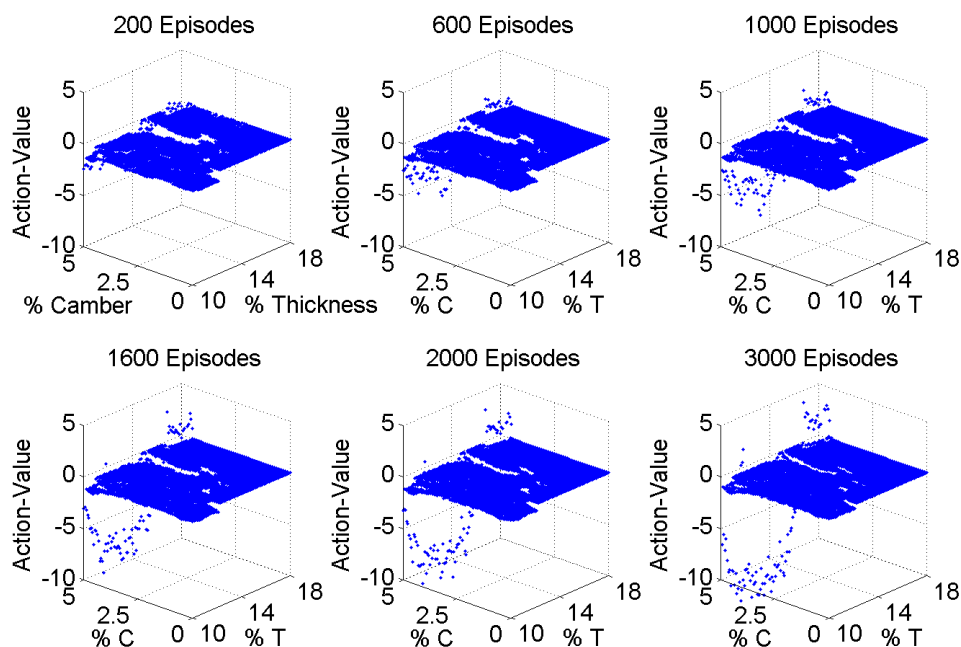 200 Episodes
5
0
-5
-10
Action-Value
5
2.5
0
% Camber
10
14
18
% Thickness
600 Episodes
5
0
-5
-10
Action-Value
5
2.5
0
% C
10
14
18
% T
1000 Episodes
5
0
-5
-10
Action-Value
5
2.5
0
% C
10
14
18
% T
1600 Episodes
5
0
-5
-10
Action-Value
5
2.5
0
% C
10
14
18
% T
2000 Episodes
5
0
-5
-10
Action-Value
5
2.5
0
% C
10
14
18
% T
3000 Episodes
5
0
-5
-10
Action-Value
5
2.5
0
% C
10
14
18
% T